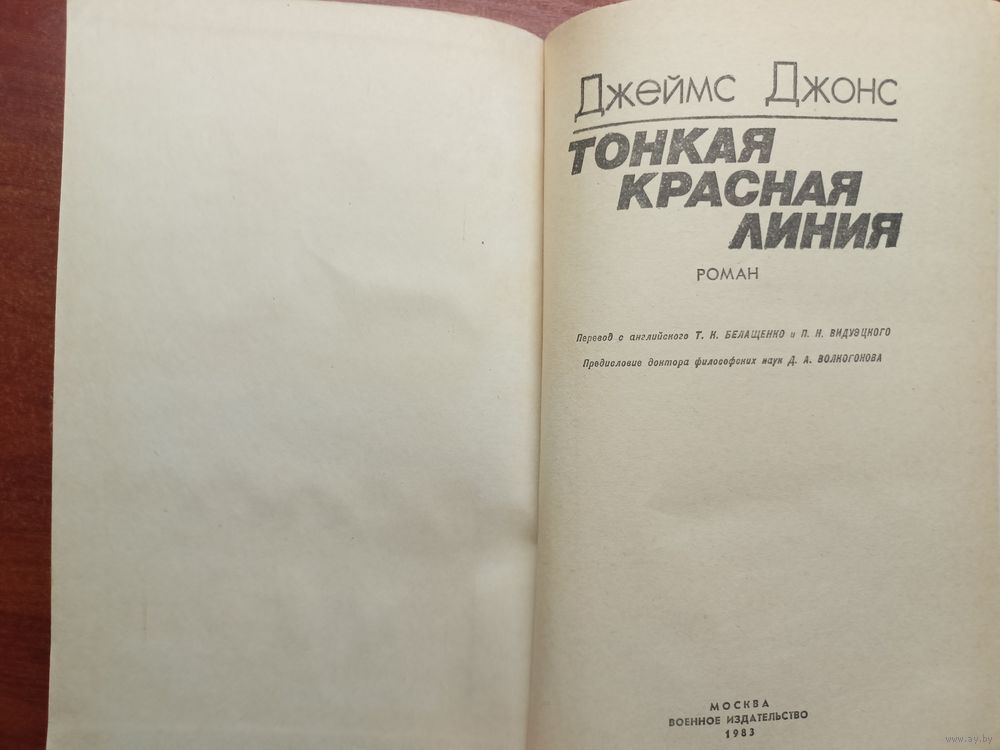 Джеймс Джонс
ТОНКАЯ
КРАСНАЯ
ЛИНИЯ
РОМАН
Перевод с английского Т. Н. БЕЛАЩЕНКО и П. Н. ВИДУЭЦКОГО
Предисловие доктора философских наук Д. А. ВОЛКОГОНОВА
МОСКВА
ВОЕННОЕ ИЗДАТЕЛЬСТВО
1983
www.ay.by